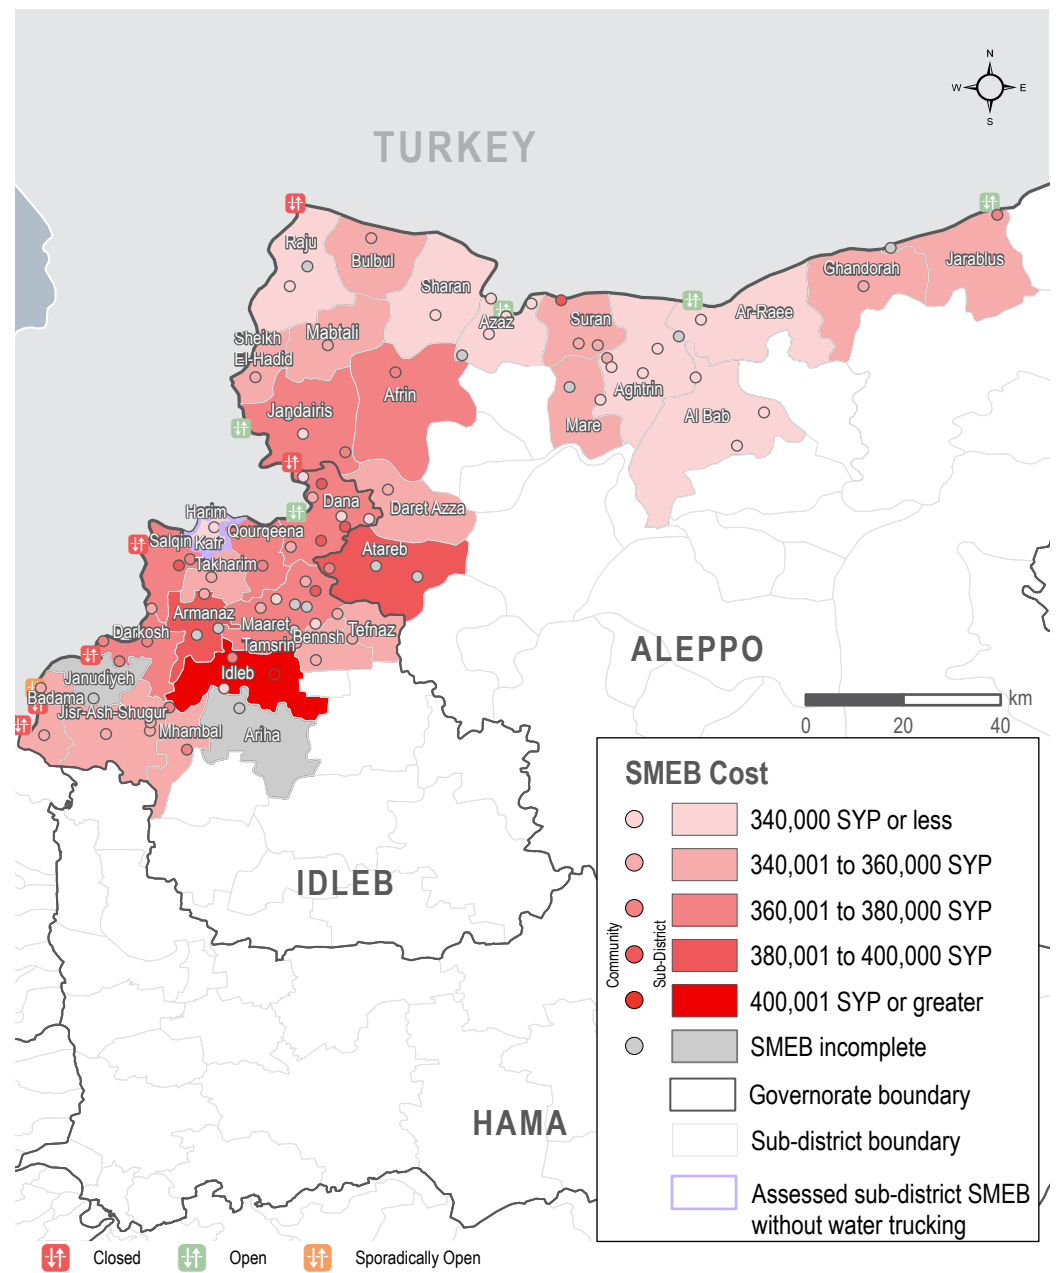 N
W E
S
TURKEY
Raju
Bulbul
Sharan
Ghandorah
Jarablus
Azaz
Suran
Ar-Raee
Sheikh
El-Hadid
Mabtali
Afrin
Aghtrin
Jandairis
Mare
Al Bab
Dana
Daret Azza
Harim
Salqin
Kafr
Takharim
Qourqeena
Atareb
Armanaz
Maaret
Tamsrin
Bennsh
Tefnaz
Darkosh
Janudiyeh
Idleb
Badama
Jisr-Ash-Shugur
Mhambal
Ariha
ALEPPO
km
0 20 40
IDLEB
HAMA
SMEB Cost
340,000 SYP or less
340,001 to 360,000 SYP
360,001 to 380,000 SYP
380,001 to 400,000 SYP
400,001 SYP or greater
Community
Sub-District
SMEB incomplete
Governorate boundary
Sub-district boundary
Assessed sub-district SMEB
without water trucking
Closed
Open
Sporadically Open